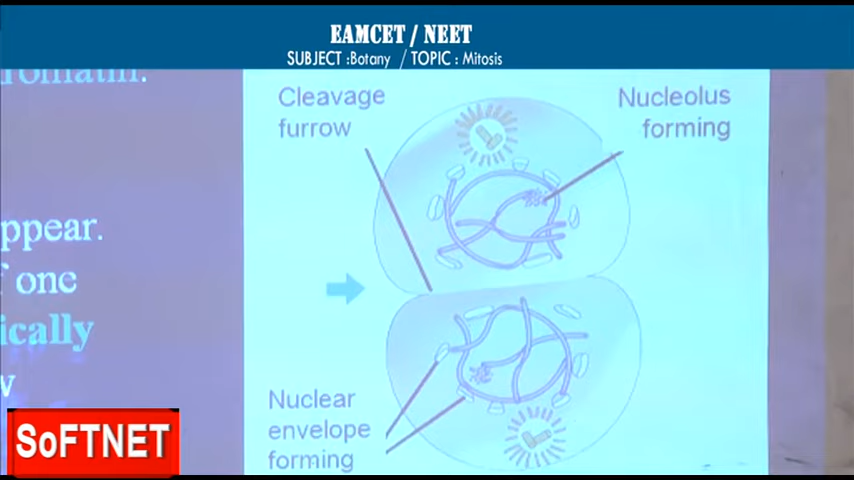 EAMCET / NEET
SUBJECT :Botany / TOPIC : Mitosis
Cleavage
furrow
Nucleolus
forming
ppear.
f one
ically
Nuclear
envelope
forming
SoFTNET